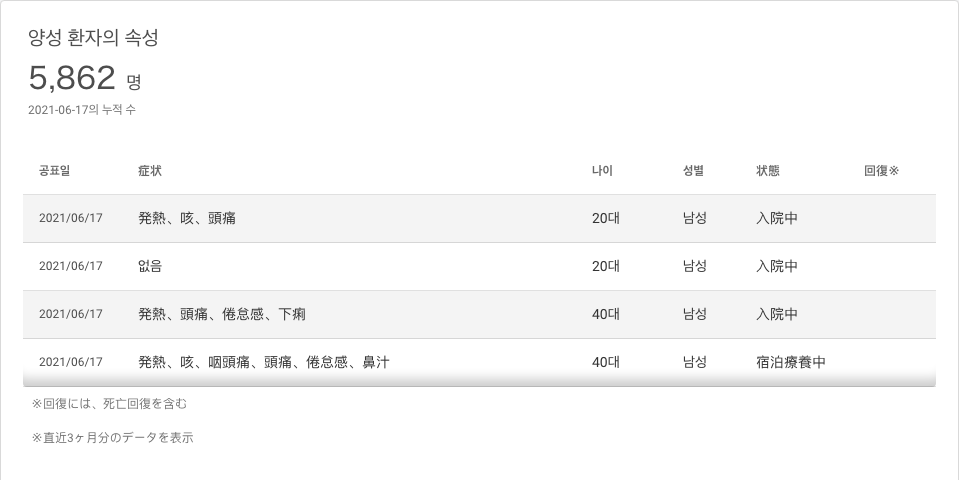 양성 환자의 속성
5,862 명
2021-06-17의 누적 수
공표일 症状 나이 성별 状態 回復※
2021/06/17 発熱、咳、頭痛 20대 남성 入院中
2021/06/17 없음 20대 남성 入院中
2021/06/17 発熱、頭痛、倦怠感、下痢 40대 남성 入院中
2021/06/17 発熱、咳、咽頭痛、頭痛、倦怠感、鼻汁 40대 남성 宿泊療養中
※回復には、死亡回復を含む
※直近3ヶ月分のデータを表示